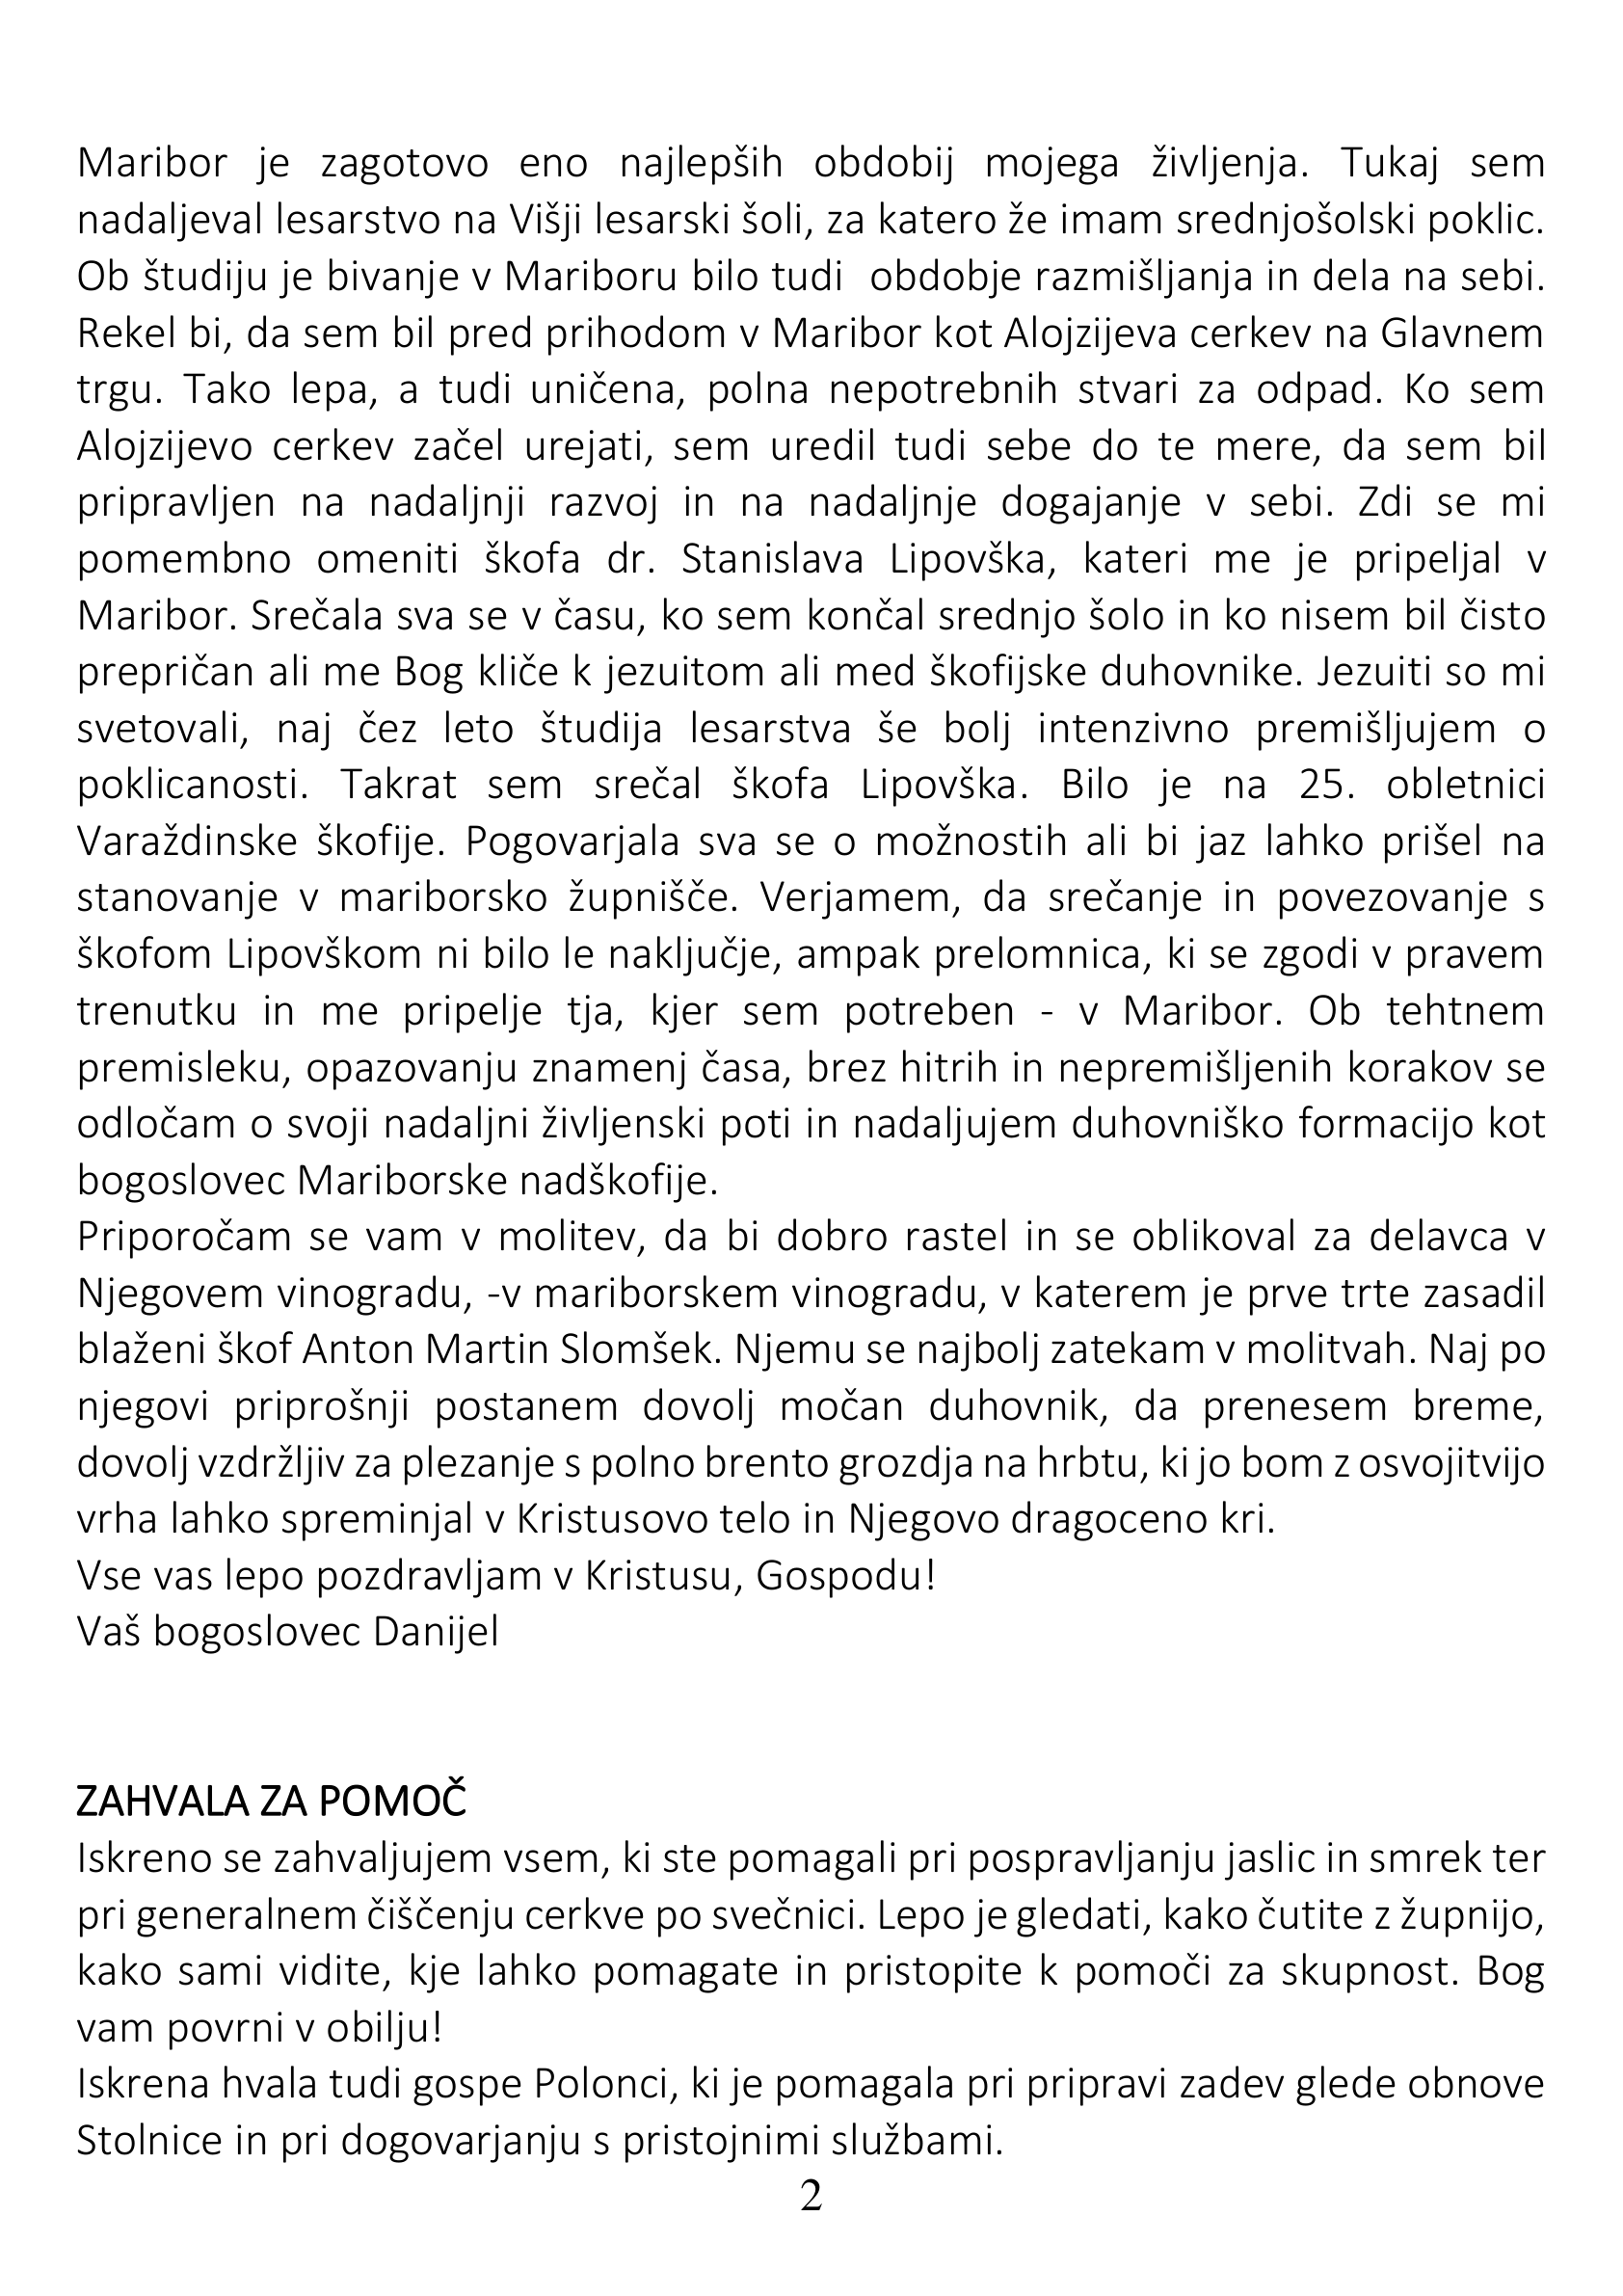 Maribor je zagotovo eno najlepših obdobij mojega življenja. Tukaj sem
nadaljeval lesarstvo na Višji lesarski šoli, za katero že imam srednjošolski poklic.
Ob študiju je bivanje v Mariboru bilo tudi  obdobje razmišljanja in dela na sebi.
Rekel bi, da sem bil pred prihodom v Maribor kot Alojzijeva cerkev na Glavnem
trgu. Tako lepa, a tudi uničena, polna nepotrebnih stvari za odpad. Ko sem
Alojzijevo cerkev začel urejati, sem uredil tudi sebe do te mere, da sem bil
pripravljen na nadaljnji razvoj in na nadaljnje dogajanje v sebi. Zdi se mi
pomembno omeniti škofa dr. Stanislava Lipovška, kateri me je pripeljal v
Maribor. Srečala sva se v času, ko sem končal srednjo šolo in ko nisem bil čisto
prepričan ali me Bog kliče k jezuitom ali med škofijske duhovnike. Jezuiti so mi
svetovali, naj čez leto študija lesarstva še bolj intenzivno premišljujem o
poklicanosti. Takrat sem srečal škofa Lipovška. Bilo je na 25. obletnici
Varaždinske škofije. Pogovarjala sva se o možnostih ali bi jaz lahko prišel na
stanovanje v mariborsko župnišče. Verjamem, da srečanje in povezovanje s
škofom Lipovškom ni bilo le naključje, ampak prelomnica, ki se zgodi v pravem
trenutku in me pripelje tja, kjer sem potreben - v Maribor. Ob tehtnem
premisleku, opazovanju znamenj časa, brez hitrih in nepremišljenih korakov se
odločam o svoji nadaljni življenski poti in nadaljujem duhovniško formacijo kot
bogoslovec Mariborske nadškofije.
Priporočam se vam v molitev, da bi dobro rastel in se oblikoval za delavca v
Njegovem vinogradu, -v mariborskem vinogradu, v katerem je prve trte zasadil
blaženi škof Anton Martin Slomšek. Njemu se najbolj zatekam v molitvah. Naj po
njegovi priprošnji postanem dovolj močan duhovnik, da prenesem breme,
dovolj vzdržljiv za plezanje s polno brento grozdja na hrbtu, ki jo bom z osvojitvijo
vrha lahko spreminjal v Kristusovo telo in Njegovo dragoceno kri.
Vse vas lepo pozdravljam v Kristusu, Gospodu!
Vaš bogoslovec Danijel
ZAHVALA ZA POMOČ
Iskreno se zahvaljujem vsem, ki ste pomagali pri pospravljanju jaslic in smrek ter
pri generalnem čiščenju cerkve po svečnici. Lepo je gledati, kako čutite z župnijo,
kako sami vidite, kje lahko pomagate in pristopite k pomoči za skupnost. Bog
vam povrni v obilju!
Iskrena hvala tudi gospe Polonci, ki je pomagala pri pripravi zadev glede obnove
Stolnice in pri dogovarjanju s pristojnimi službami.
2